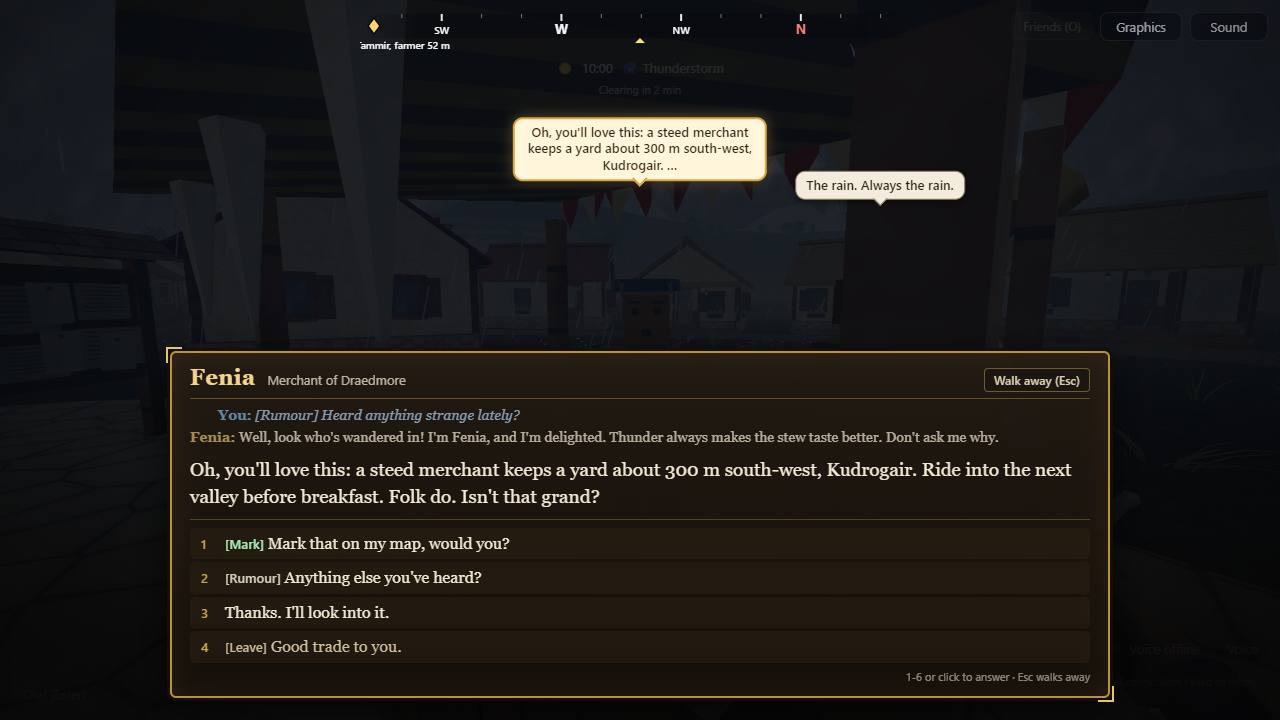 SW
W
NW
N
ammir, farmer 52 m
Friends (0)
Graphics
Sound
10:00
Thunderstorm
Clearing in 2 min
Oh, you'll love this: a steed merchant
keeps a yard about 300 m south-west,
Kudrogair. ...
The rain. Always the rain.
Fenia
Merchant of Draedmore
Walk away (Esc)
You: [Rumour] Heard anything strange lately?
Fenia: Well, look who's wandered in! I'm Fenia, and I'm delighted. Thunder always makes the stew taste better. Don't ask me why.
Oh, you'll love this: a steed merchant keeps a yard about 300 m south-west, Kudrogair. Ride into the next
valley before breakfast. Folk do. Isn't that grand?
1 [Mark] Mark that on my map, would you?
2 [Rumour] Anything else you've heard?
3 Thanks. I'll look into it.
4 [Leave] Good trade to you.
1-6 or click to answer · Esc walks away
Voice offline
Voice